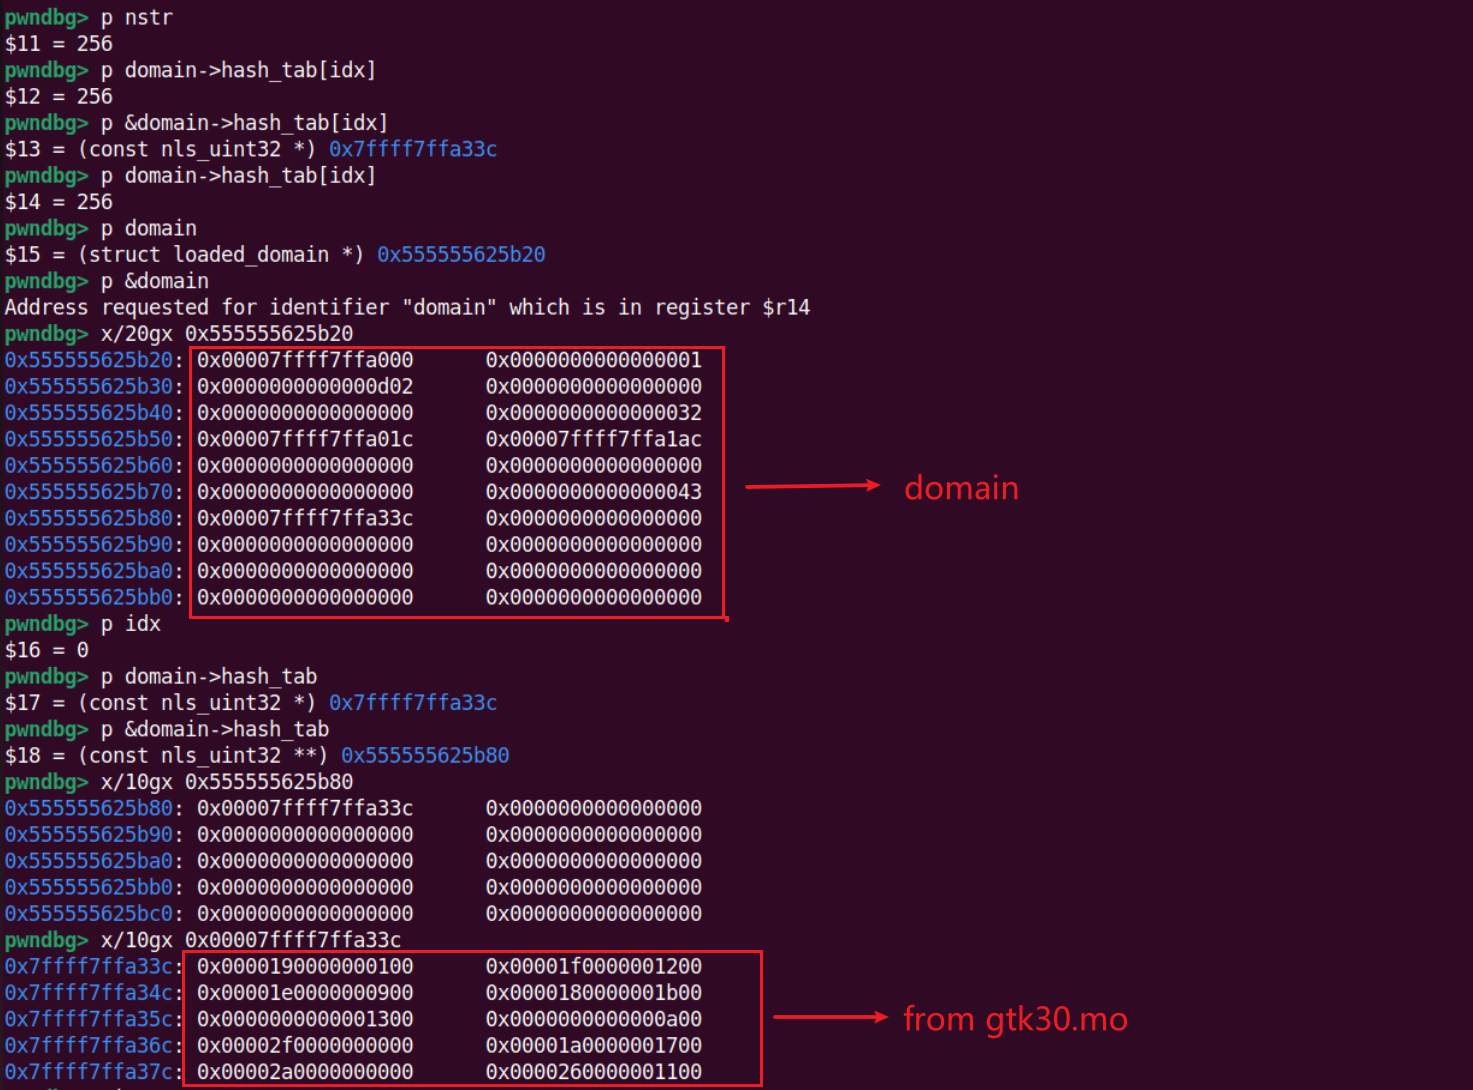 pwndbg> p nstr
$11 = 256
pwndbg> p domain->hash_tab[idx]
$12 = 256
pwndbg> p &domain->hash_tab[idx]
$13 = (const nls_uint32 *) 0x7ffff7ffa33c
pwndbg> p domain->hash_tab[idx]
$14 = 256
pwndbg> p domain
$15 = (struct loaded_domain *) 0x555555625b20
pwndbg> p &domain
Address requested for identifier "domain" which is in register $r14
pwndbg> x/20gx 0x555555625b20
0x555555625b20: 0x00007ffff7ffa000 0x0000000000000001
0x555555625b30: 0x0000000000000d02 0x0000000000000000
0x555555625b40: 0x0000000000000000 0x0000000000000032
0x555555625b50: 0x00007ffff7ffa01c 0x00007ffff7ffa1ac
0x555555625b60: 0x0000000000000000 0x0000000000000000
0x555555625b70: 0x0000000000000000 0x0000000000000043
0x555555625b80: 0x00007ffff7ffa33c 0x0000000000000000
0x555555625b90: 0x0000000000000000 0x0000000000000000
0x555555625ba0: 0x0000000000000000 0x0000000000000000
0x555555625bb0: 0x0000000000000000 0x0000000000000000
domain
pwndbg> p idx
$16 = 0
pwndbg> p domain->hash_tab
$17 = (const nls_uint32 *) 0x7ffff7ffa33c
pwndbg> p &domain->hash_tab
$18 = (const nls_uint32 **) 0x555555625b80
pwndbg> x/10gx 0x555555625b80
0x555555625b80: 0x00007ffff7ffa33c 0x0000000000000000
0x555555625b90: 0x0000000000000000 0x0000000000000000
0x555555625ba0: 0x0000000000000000 0x0000000000000000
0x555555625bb0: 0x0000000000000000 0x0000000000000000
0x555555625bc0: 0x0000000000000000 0x0000000000000000
pwndbg> x/10gx 0x00007ffff7ffa33c
0x7ffff7ffa33c: 0x0000190000000100 0x00001f0000001200
0x7ffff7ffa34c: 0x00001e0000000900 0x0000180000001b00
0x7ffff7ffa35c: 0x0000000000001300 0x0000000000000a00
0x7ffff7ffa36c: 0x00002f0000000000 0x00001a0000001700
0x7ffff7ffa37c: 0x00002a0000000000 0x0000260000001100
from gtk30.mo